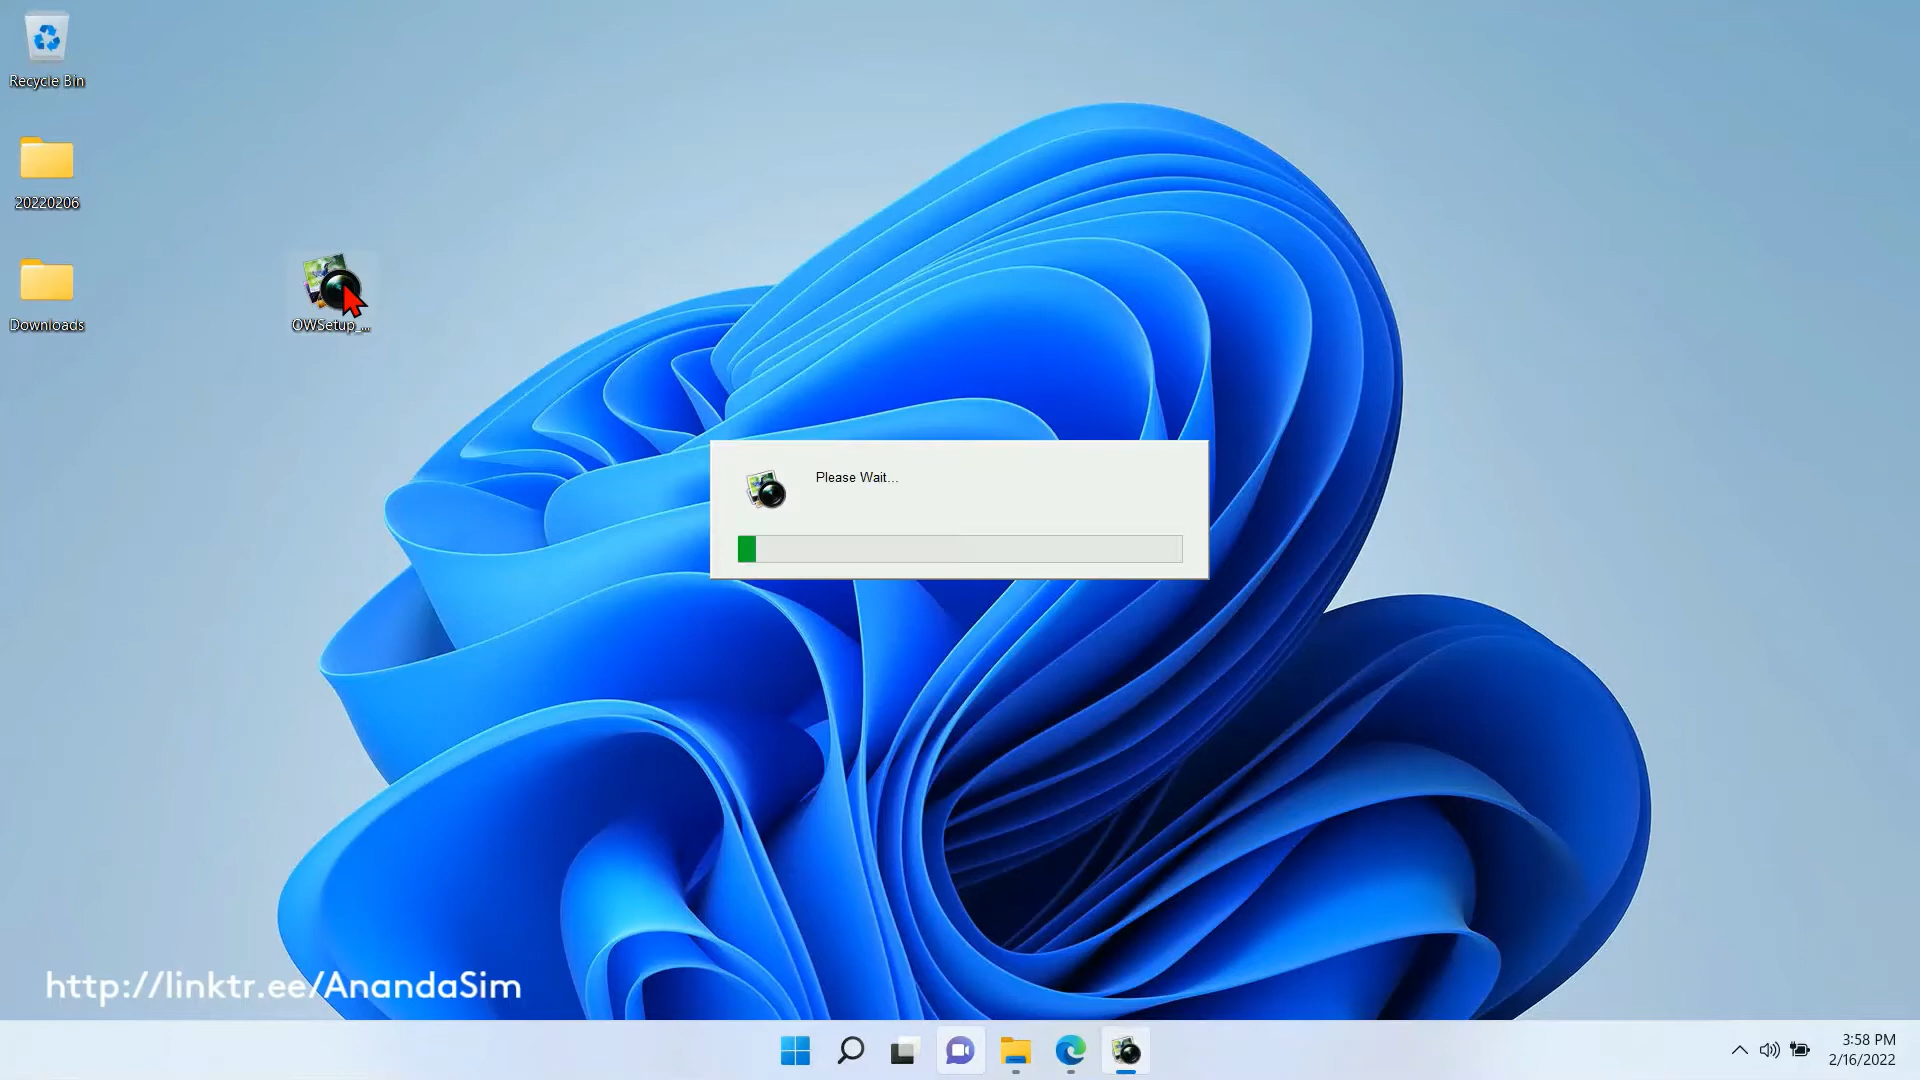 Recycle Bin
20220206
Downloads
OWSetup_...
Please Wait...
http://linktr.ee/AnandaSim
3:58 PM
2/16/2022